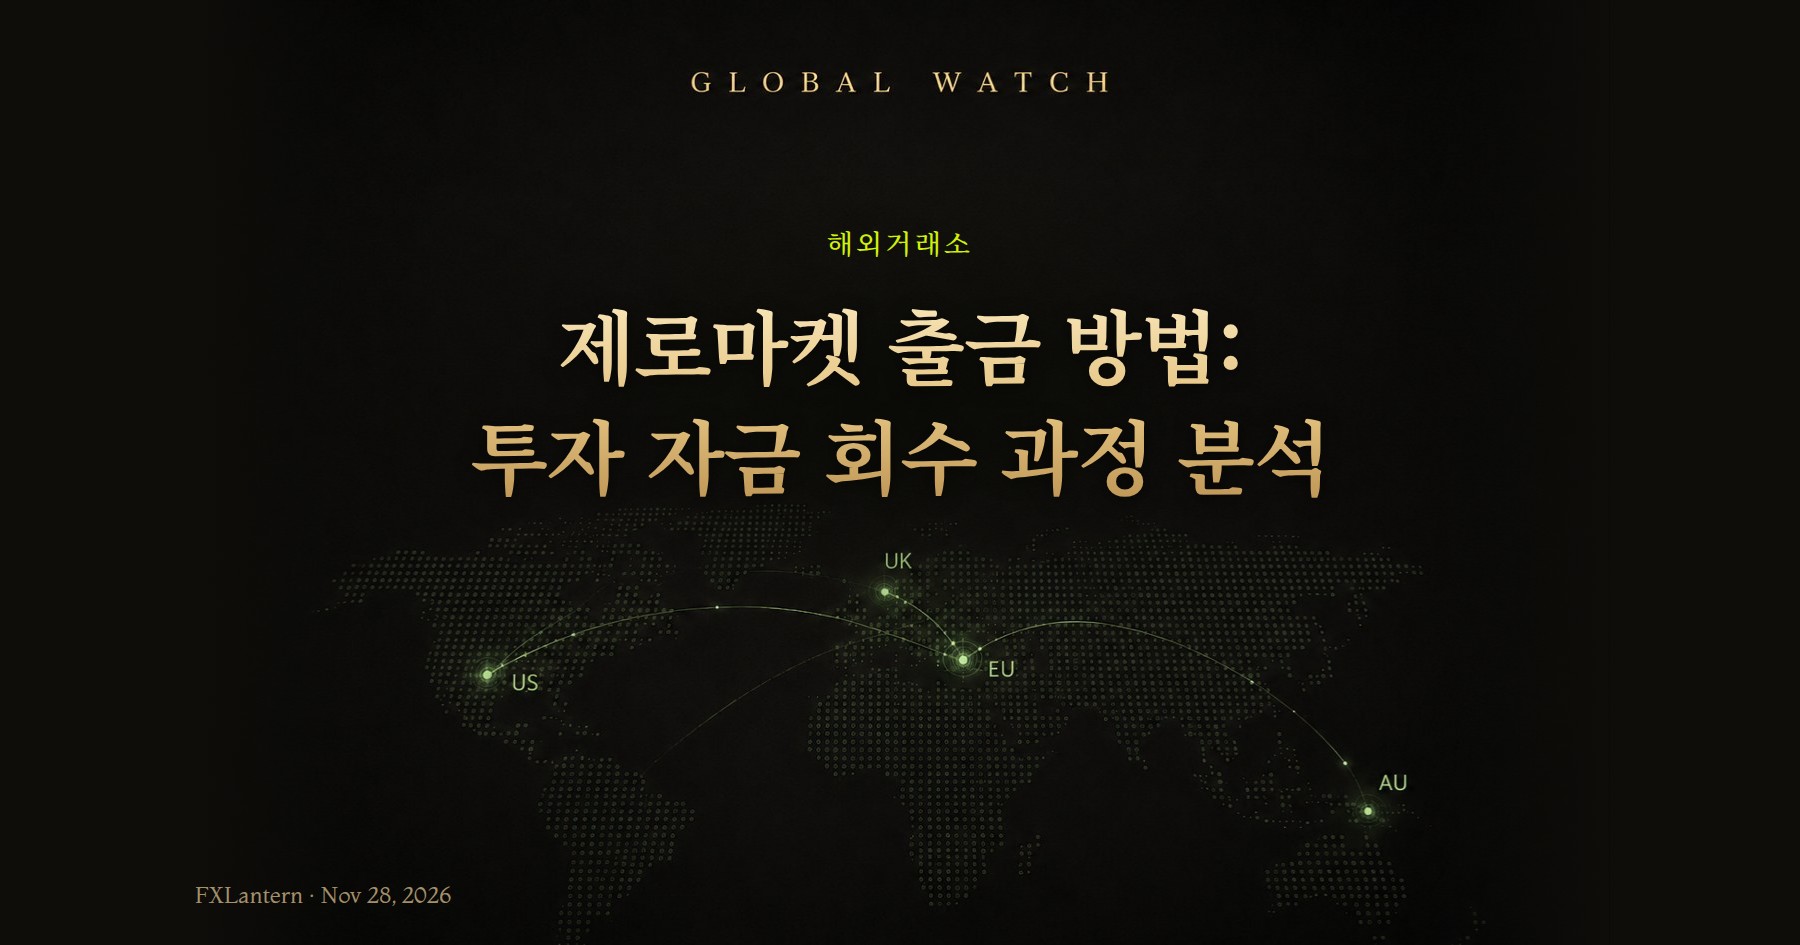 GLOBAL WATCH
해외거래소
제로마켓 출금 방법:
투자 자금 회수 과정 분석
UK
US
EU
AU
FXLantern · Nov 28, 2026